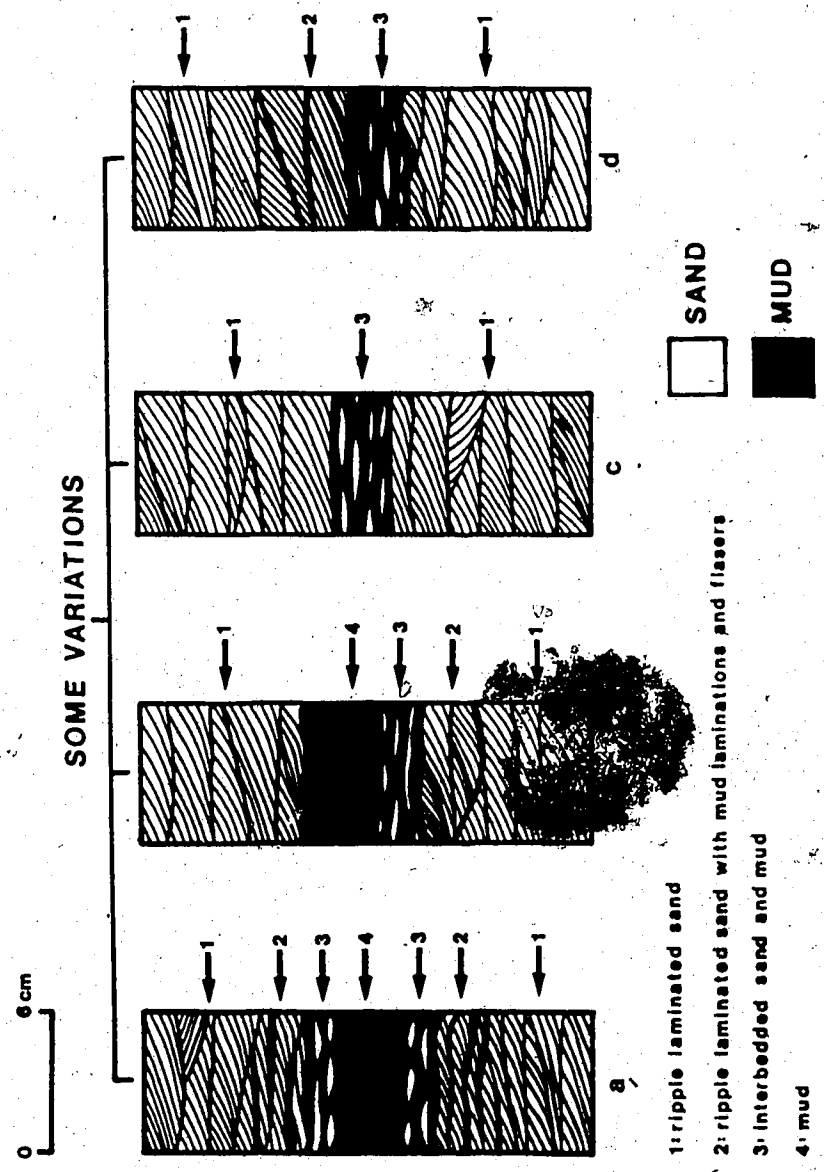 0 6cm
SOME VARIATIONS
1
2
3
4
3
2
1
a
1
4
3
2
1
1
3
1
c
1
2
3
1
d
1: ripple laminated sand
2: ripple laminated sand with mud laminations and flasers
3: interbedded sand and mud
4: mud
SAND
MUD